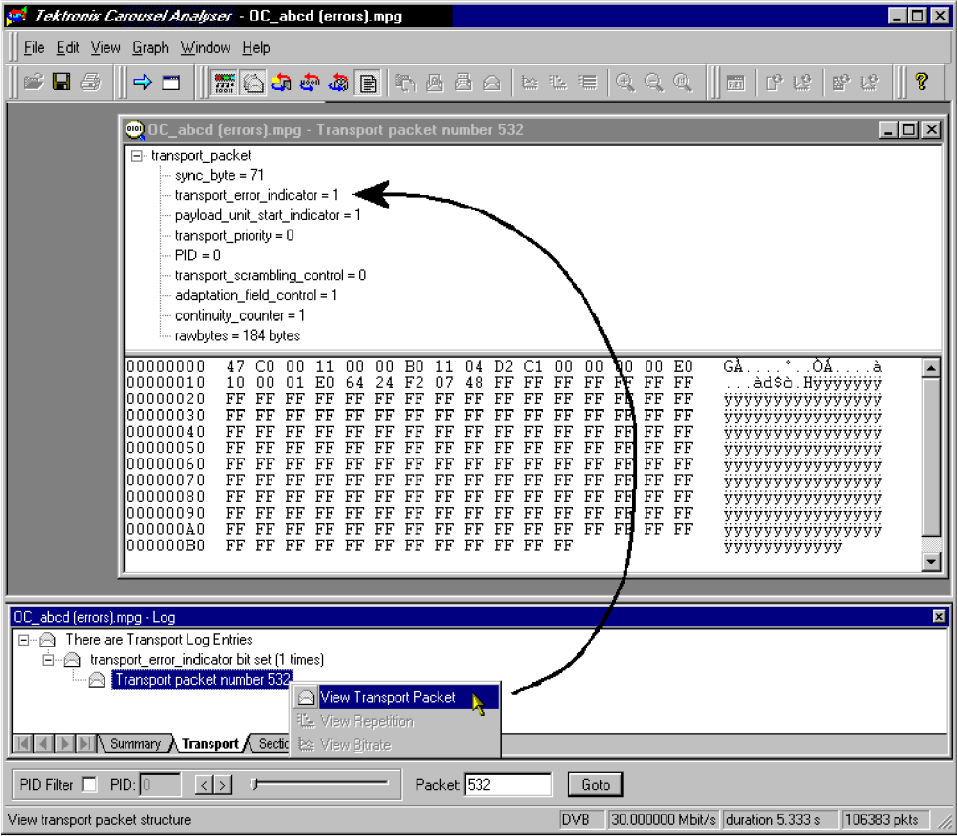 Tektronix Carousel Analyser - OC_abcd (errors).mpg
File Edit View Graph Window Help
OC_abcd (errors).mpg - Transport packet number 532
transport_packet
sync_byte = 71
transport_error_indicator = 1
payload_unit_start_indicator = 1
transport_priority = 0
PID = 0
transport_scrambling_control = 0
adaptation_field_control = 1
continuity_counter = 1
rawbytes = 184 bytes
00000000 47 C0 00 11 00 00 B0 11 04 D2 C1 00 00 00 00 E0 GÀ....°..ÒÁ....à
00000010 10 00 01 E0 64 24 F2 07 48 FF FF FF FF FF FF FF ...àd$ò.Hÿÿÿÿÿÿÿ
00000020 FF FF FF FF FF FF FF FF FF FF FF FF FF FF FF FF ÿÿÿÿÿÿÿÿÿÿÿÿÿÿÿÿ
00000030 FF FF FF FF FF FF FF FF FF FF FF FF FF FF FF FF ÿÿÿÿÿÿÿÿÿÿÿÿÿÿÿÿ
00000040 FF FF FF FF FF FF FF FF FF FF FF FF FF FF FF FF ÿÿÿÿÿÿÿÿÿÿÿÿÿÿÿÿ
00000050 FF FF FF FF FF FF FF FF FF FF FF FF FF FF FF FF ÿÿÿÿÿÿÿÿÿÿÿÿÿÿÿÿ
00000060 FF FF FF FF FF FF FF FF FF FF FF FF FF FF FF FF ÿÿÿÿÿÿÿÿÿÿÿÿÿÿÿÿ
00000070 FF FF FF FF FF FF FF FF FF FF FF FF FF FF FF FF ÿÿÿÿÿÿÿÿÿÿÿÿÿÿÿÿ
00000080 FF FF FF FF FF FF FF FF FF FF FF FF FF FF FF FF ÿÿÿÿÿÿÿÿÿÿÿÿÿÿÿÿ
00000090 FF FF FF FF FF FF FF FF FF FF FF FF FF FF FF FF ÿÿÿÿÿÿÿÿÿÿÿÿÿÿÿÿ
000000A0 FF FF FF FF FF FF FF FF FF FF FF FF FF FF FF FF ÿÿÿÿÿÿÿÿÿÿÿÿÿÿÿÿ
000000B0 FF FF FF FF FF FF FF FF FF FF FF FF ÿÿÿÿÿÿÿÿÿÿÿÿ
OC_abcd (errors).mpg - Log
There are Transport Log Entries
transport_error_indicator bit set (1 times)
Transport packet number 532
View Transport Packet
View Repetition
View Bitrate
Summary Transport Sectio
PID Filter PID: 0 < > Packet: 532 Goto
View transport packet structure DVB 30.000000 Mbit/s duration 5.333 s 106383 pkts